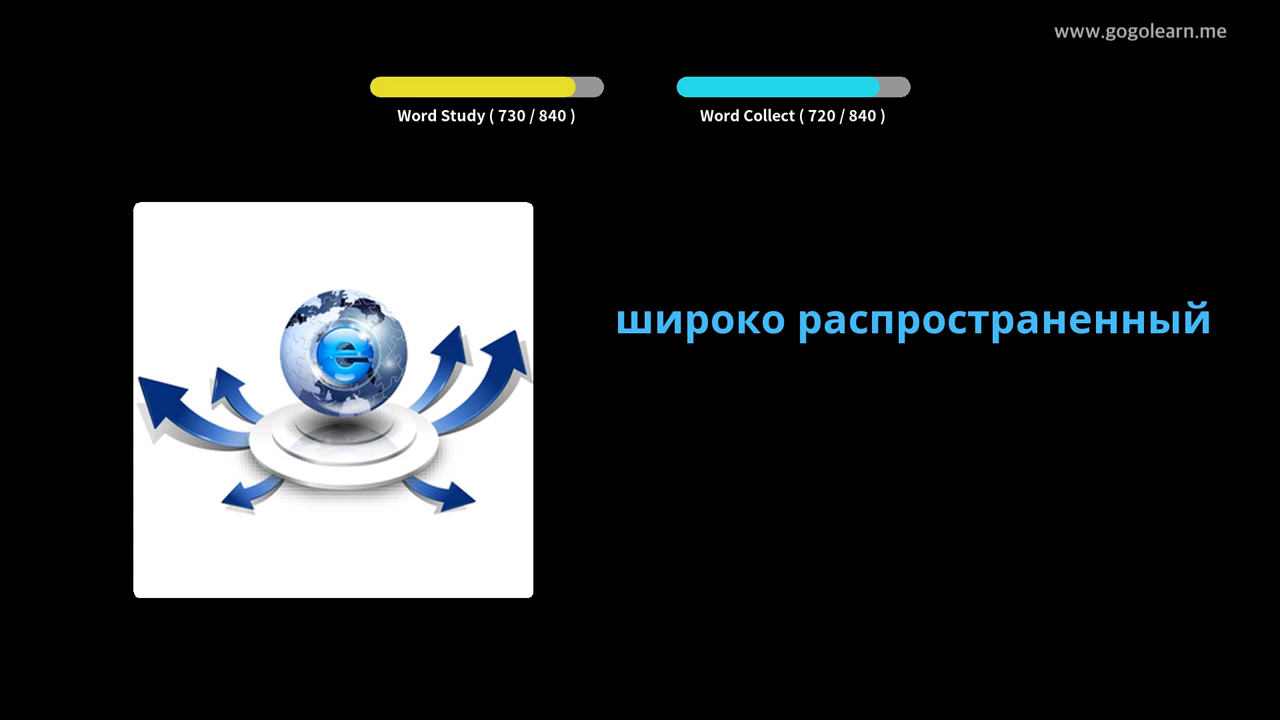 www.gogolearn.me
Word Study ( 730 / 840 )
Word Collect ( 720 / 840 )
e
широко распространенный